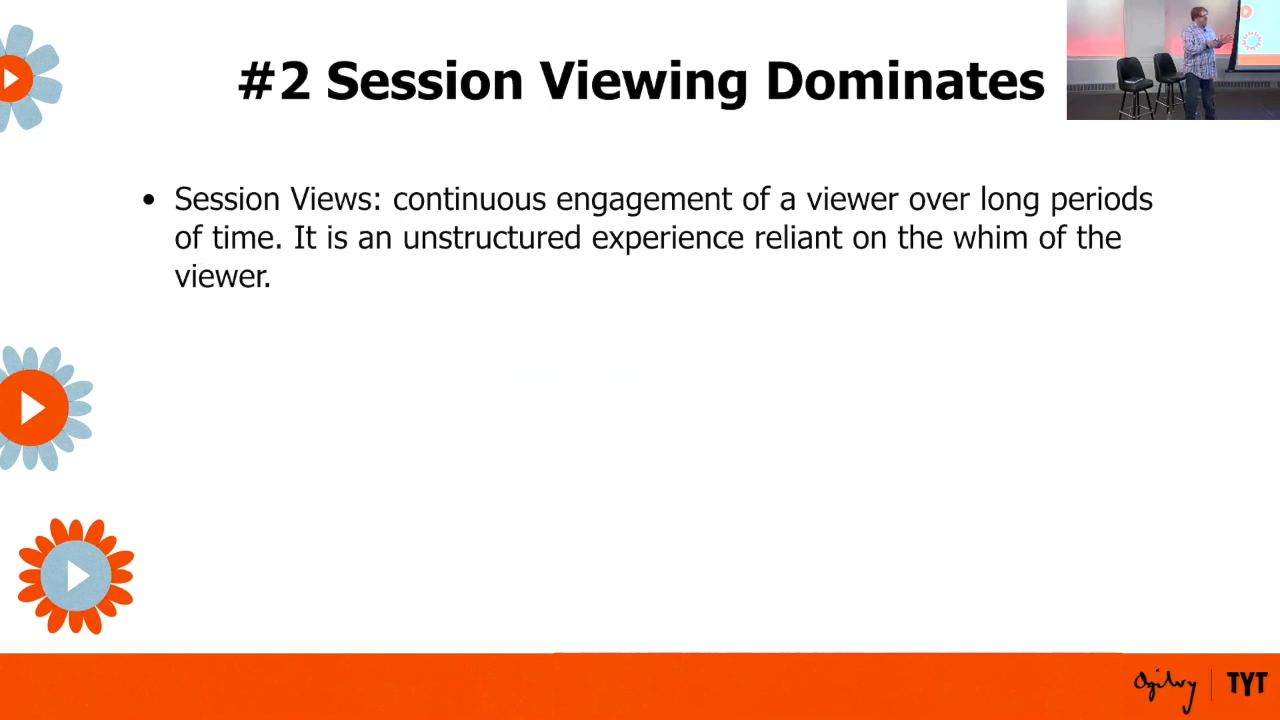 #2 Session Viewing Dominates
• Session Views: continuous engagement of a viewer over long periods
of time. It is an unstructured experience reliant on the whim of the
viewer.
Ogilvy | TYT